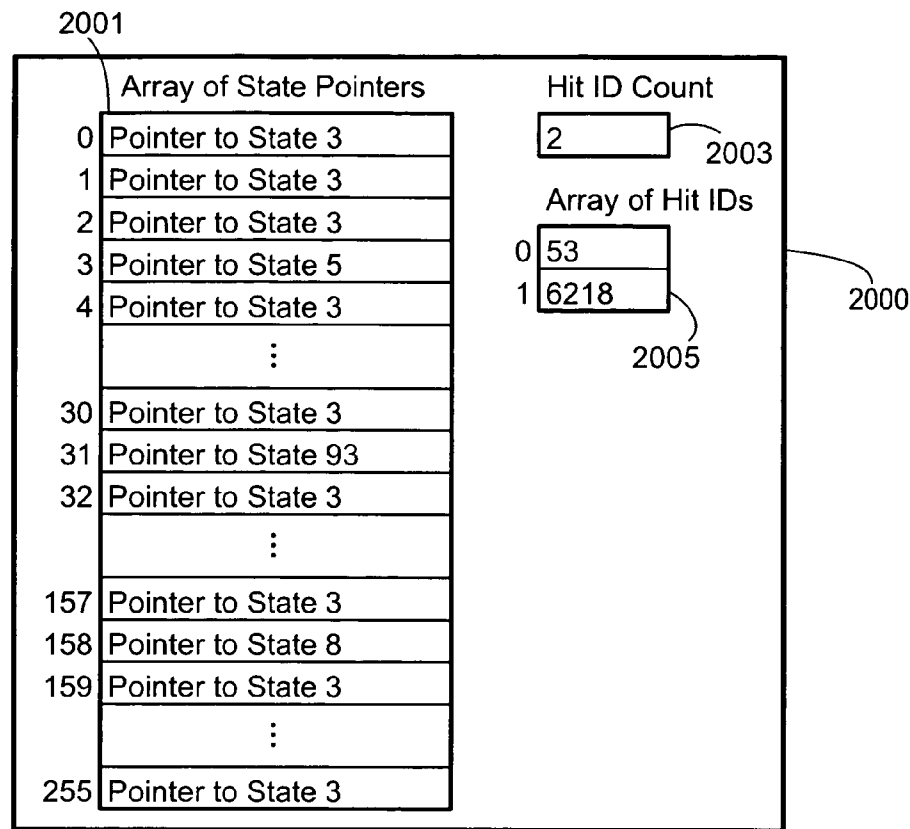 2001
Array of State Pointers
0 Pointer to State 3
1 Pointer to State 3
2 Pointer to State 3
3 Pointer to State 5
4 Pointer to State 3
⋮
30 Pointer to State 3
31 Pointer to State 93
32 Pointer to State 3
⋮
157 Pointer to State 3
158 Pointer to State 8
159 Pointer to State 3
⋮
255 Pointer to State 3
Hit ID Count
2
2003
Array of Hit IDs
0 53
1 6218
2005
2000